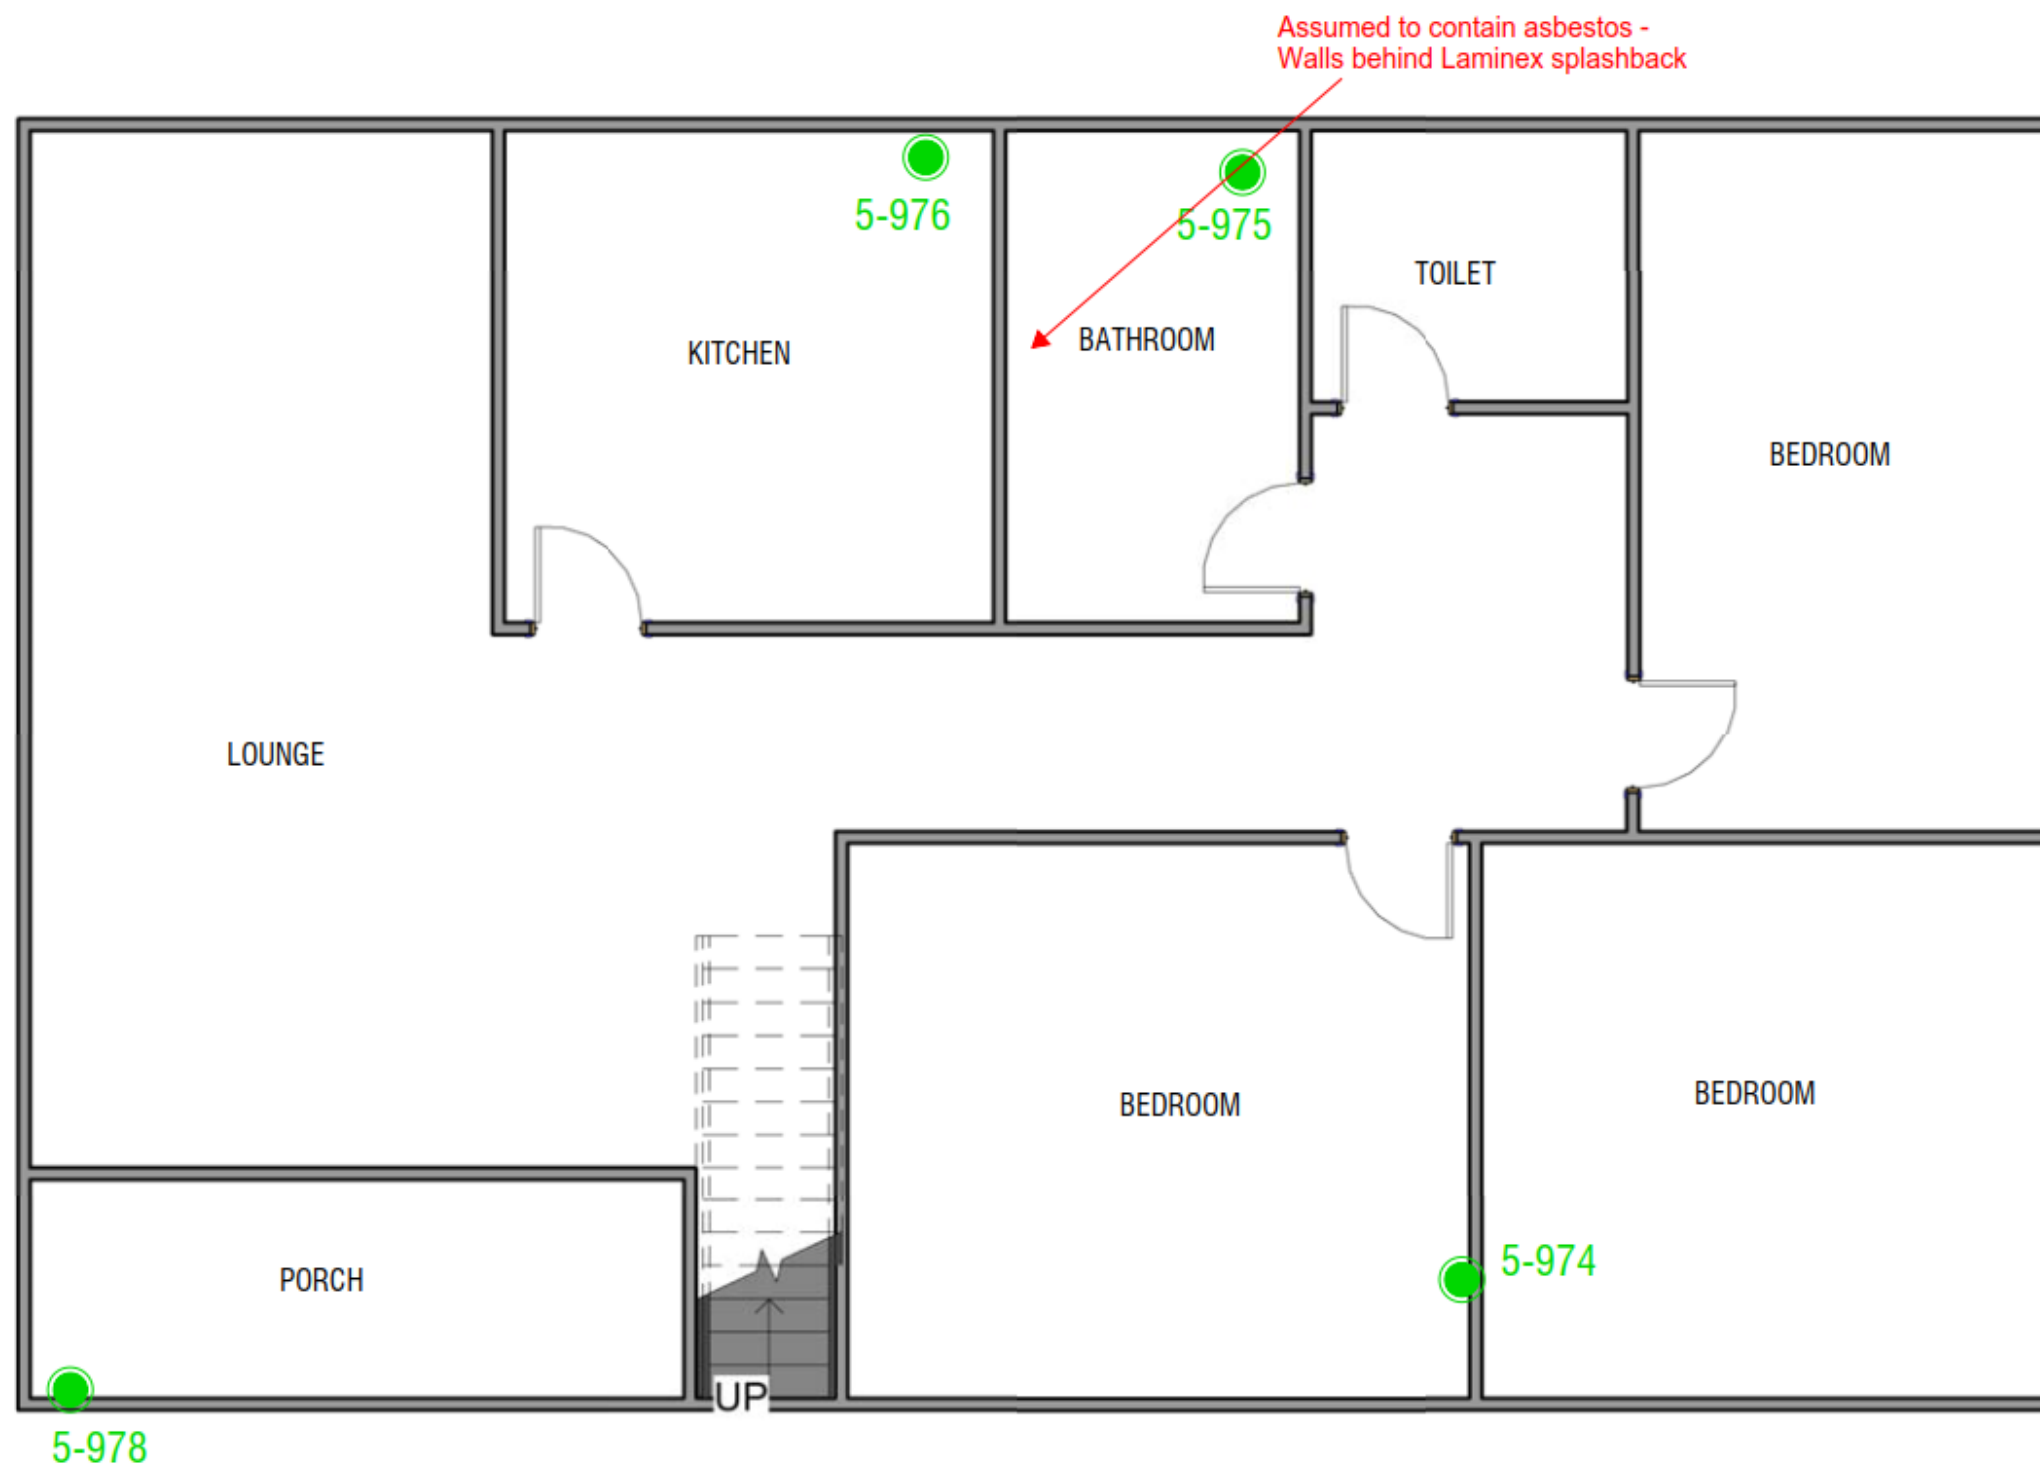 Assumed to contain asbestos -
Walls behind Laminex splashback
5-976
5-975
TOILET
KITCHEN
BATHROOM
BEDROOM
LOUNGE
BEDROOM
BEDROOM
5-974
PORCH
UP
5-978